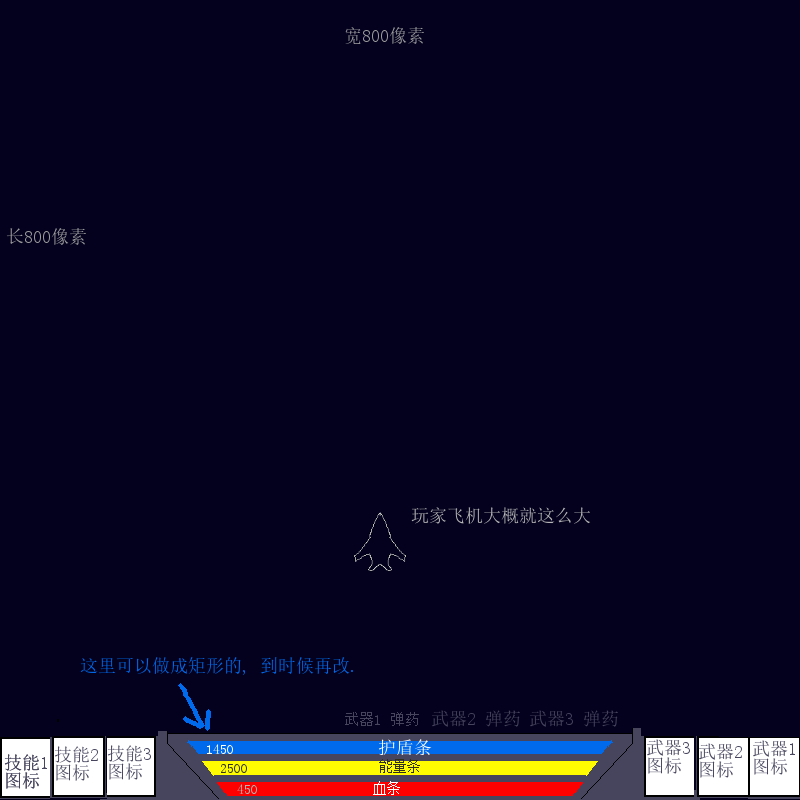 宽800像素
长800像素
玩家飞机大概就这么大
这里可以做成矩形的, 到时候再改.
武器1 弹药 武器2 弹药 武器3 弹药
技能1
图标
技能2
图标
技能3
图标
1450 护盾条
2500 能量条
450 血条
武器3
图标
武器2
图标
武器1
图标